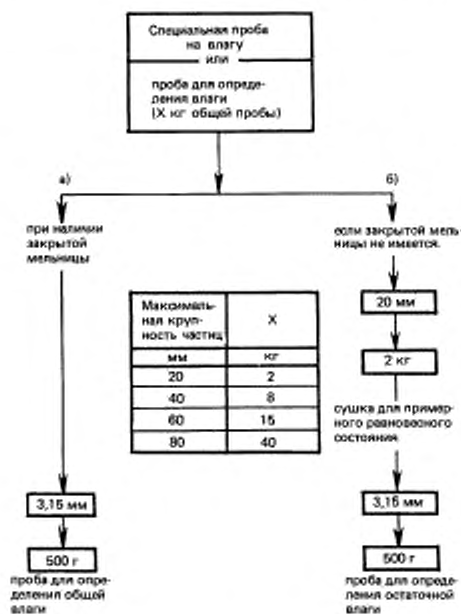 Специальная проба
на влагу
или
проба для опреде-
ления влаги
(X кг общей пробы)
а)
б)
при наличии
закрытой
мельницы
если закрытой мель-
ницы не имеется.
20 мм
2 кг
Максималь-
ная круп-
ность частиц
X
мм
кг
20
2
40
8
60
15
80
40
сушка для пример-
ного равновесного
состояния
3,15 мм
3,15 мм
500 г
500 г
проба для опре-
деления общей
влаги
проба для опреде-
ления остаточной
влаги